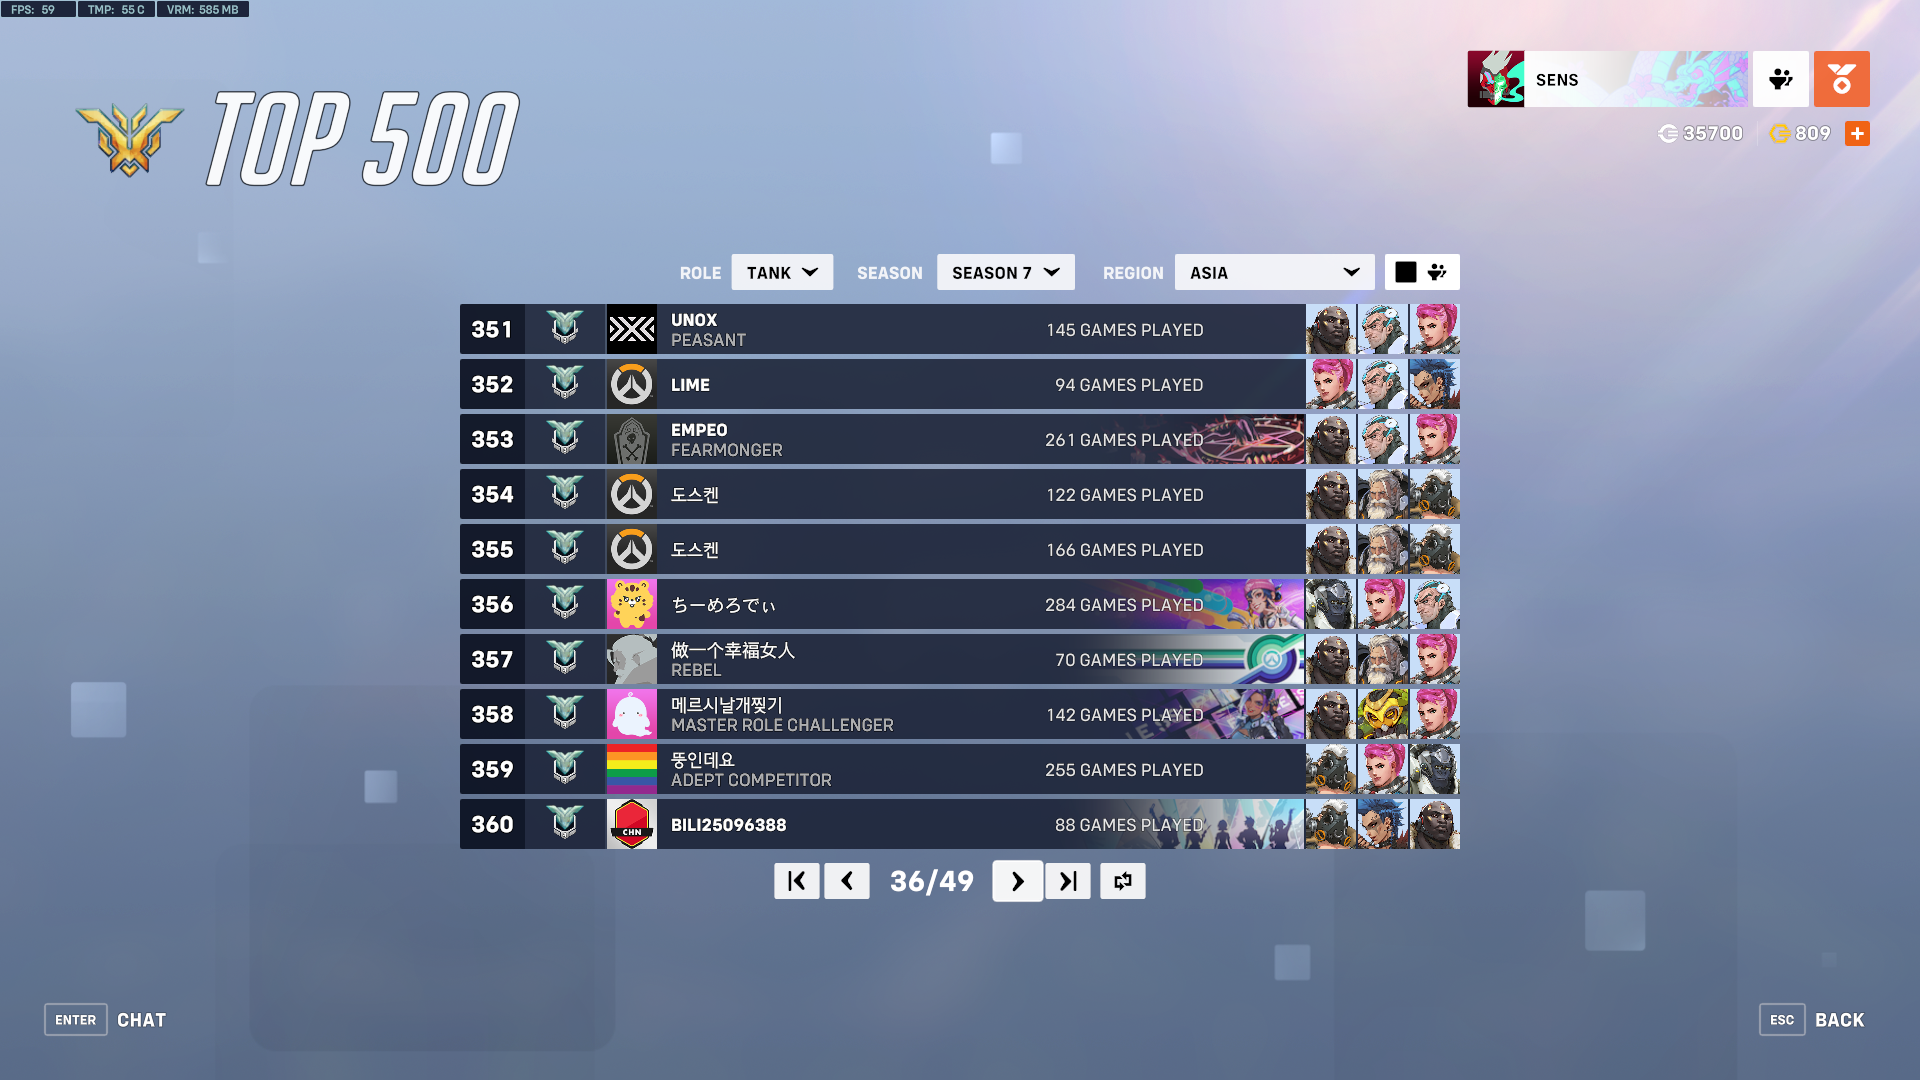 FPS: 59 TMP: 55 C VRM: 585 MB
TOP 500
SENS
35700 809
ROLE TANK SEASON SEASON 7 REGION ASIA
351 UNOX 145 GAMES PLAYED
PEASANT
352 LIME 94 GAMES PLAYED
353 EMPEO 261 GAMES PLAYED
FEARMONGER
354 도스켄 122 GAMES PLAYED
355 도스켄 166 GAMES PLAYED
356 ちーめろでぃ 284 GAMES PLAYED
357 做一个幸福女人 70 GAMES PLAYED
REBEL
358 메르시날개찢기 142 GAMES PLAYED
MASTER ROLE CHALLENGER
359 뚱인데요 255 GAMES PLAYED
ADEPT COMPETITOR
360 CHN BILI25096388 88 GAMES PLAYED
36/49
ENTER CHAT
ESC BACK